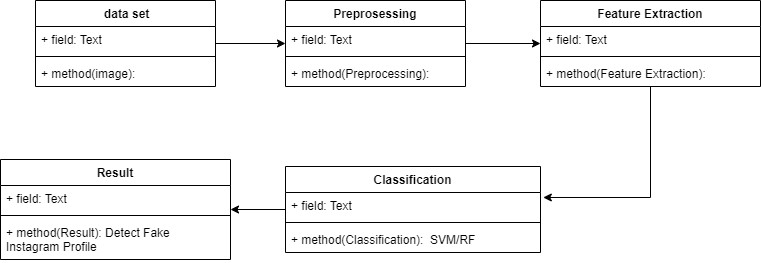 data set
+ field: Text
+ method(image):
Preprosessing
+ field: Text
+ method(Preprocessing):
Feature Extraction
+ field: Text
+ method(Feature Extraction):
Classification
+ field: Text
+ method(Classification): SVM/RF
Result
+ field: Text
+ method(Result): Detect Fake
Instagram Profile